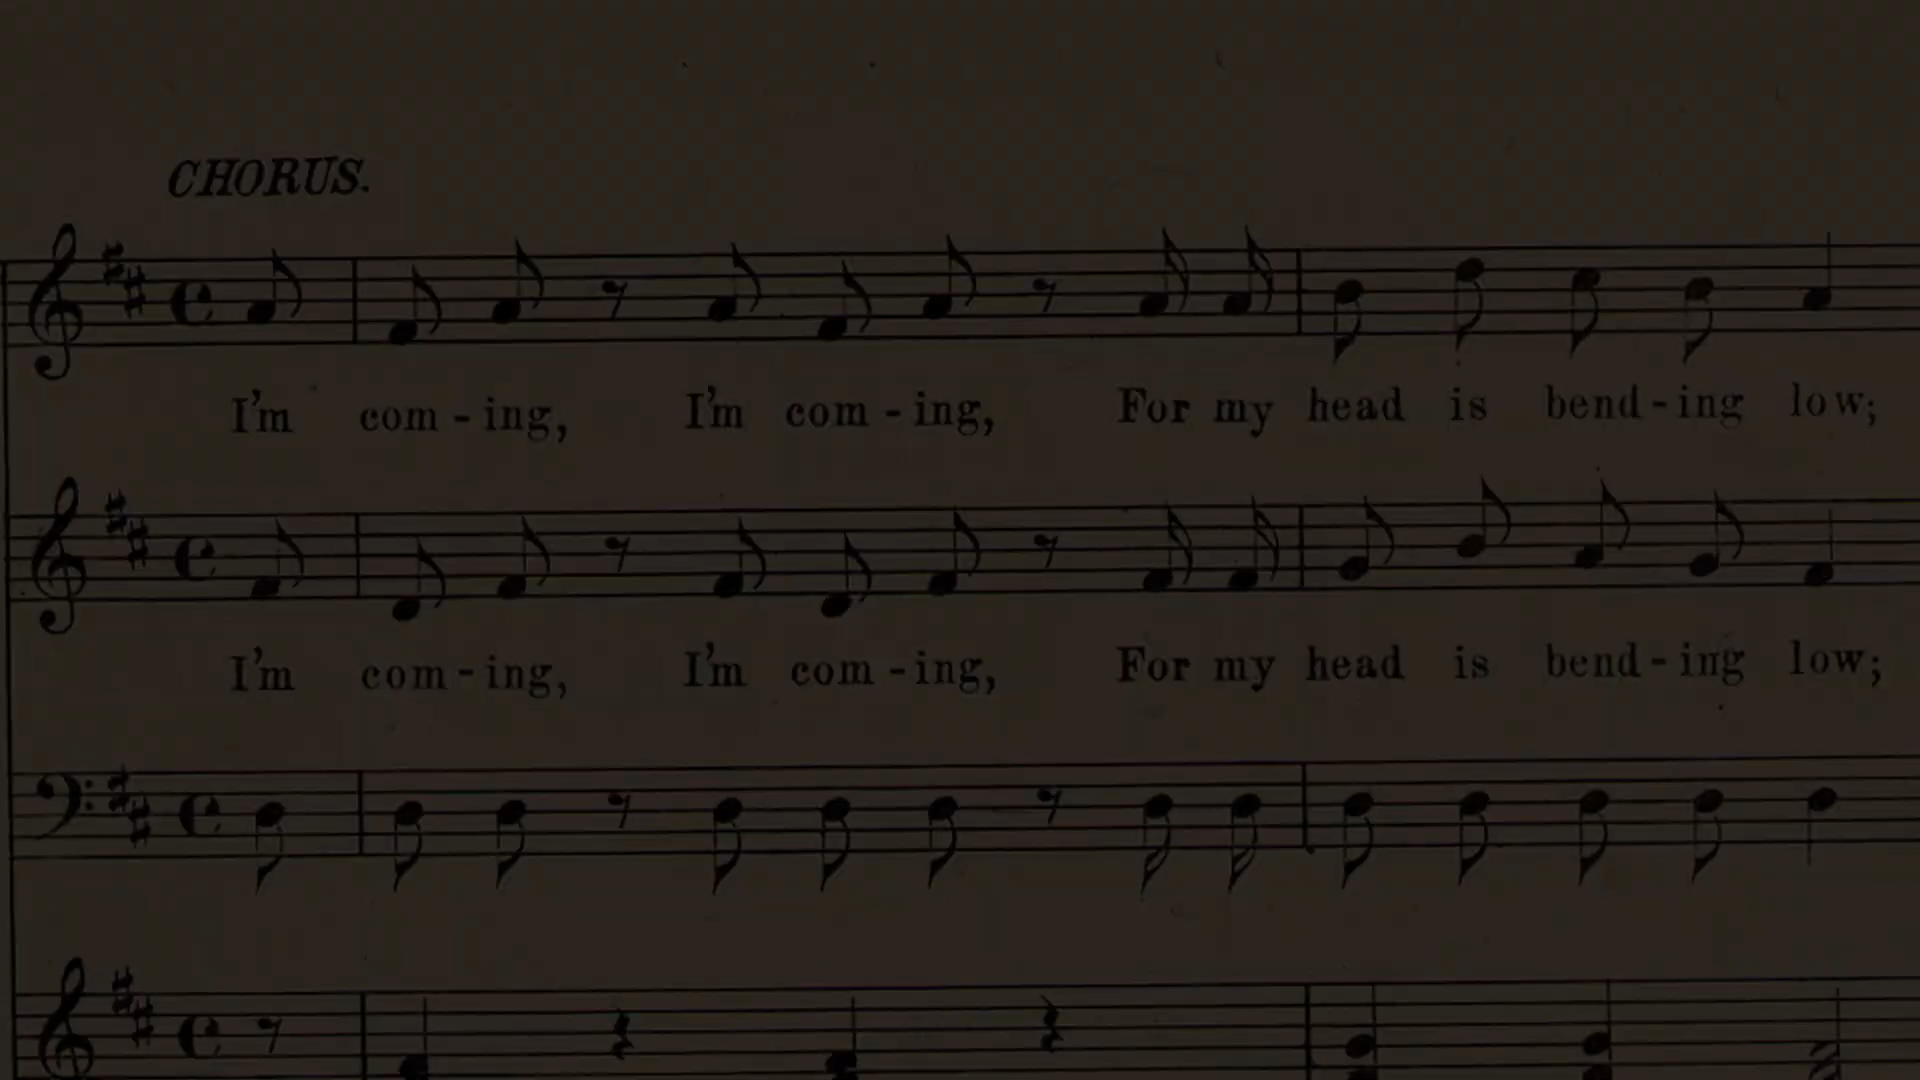 CHORUS.
I'm com-ing, I'm com-ing, For my head is bend-ing low;
I'm com-ing, I'm com-ing, For my head is bend-ing low;